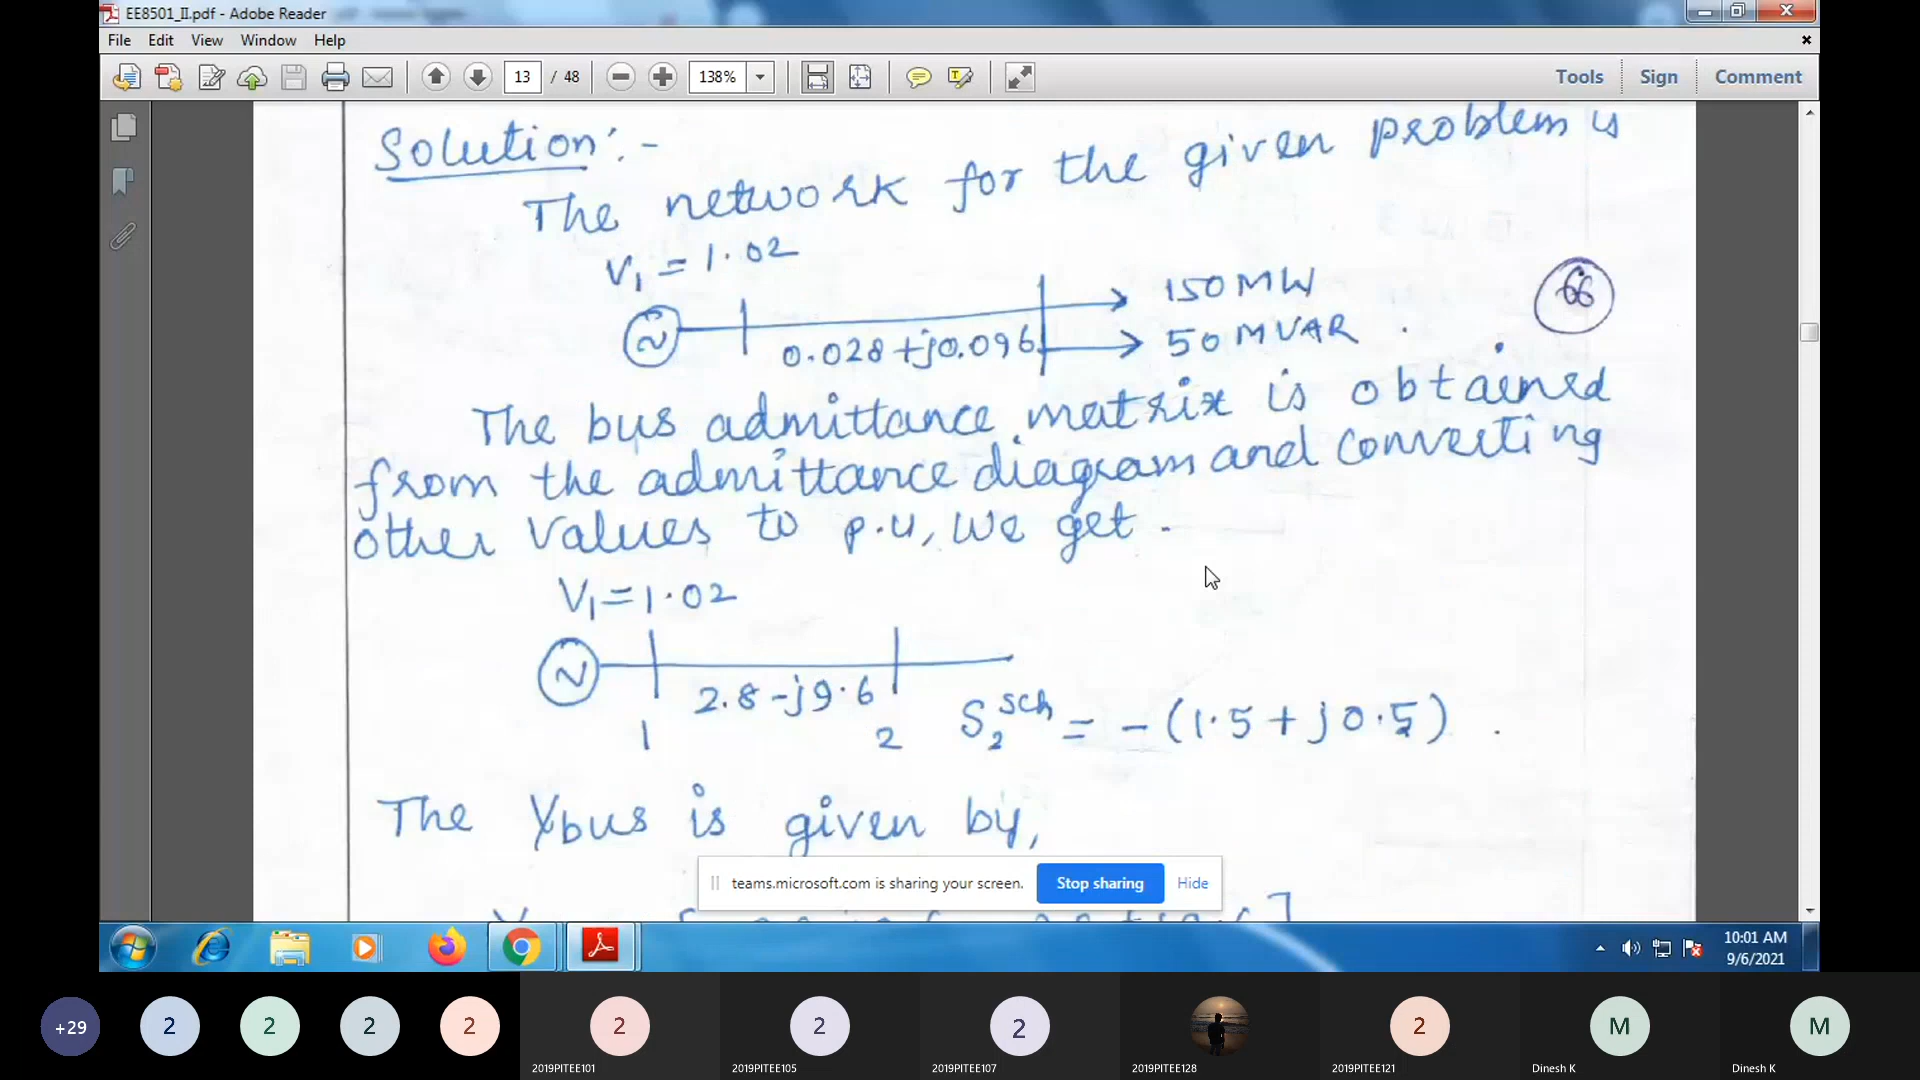 EE8501_II.pdf - Adobe Reader
File Edit View Window Help
13 / 48 138% Tools Sign Comment
Solution:-
The network for the given problem is
V1 = 1.02
150 MW
66
0.028+j0.096
50 MVAR .
The bus admittance matrix is obtained
from the admittance diagram and converting
other values to p.u, we get .
V1 = 1.02
2.8-j9.6
1 2 S2^sch = -(1.5+j0.5) .
The Ybus is given by,
teams.microsoft.com is sharing your screen. Stop sharing Hide
10:01 AM
9/6/2021
+29 2 2 2 2 2 2 2 2 M M
2019PITEE101 2019PITEE105 2019PITEE107 2019PITEE128 2019PITEE121 Dinesh K Dinesh K